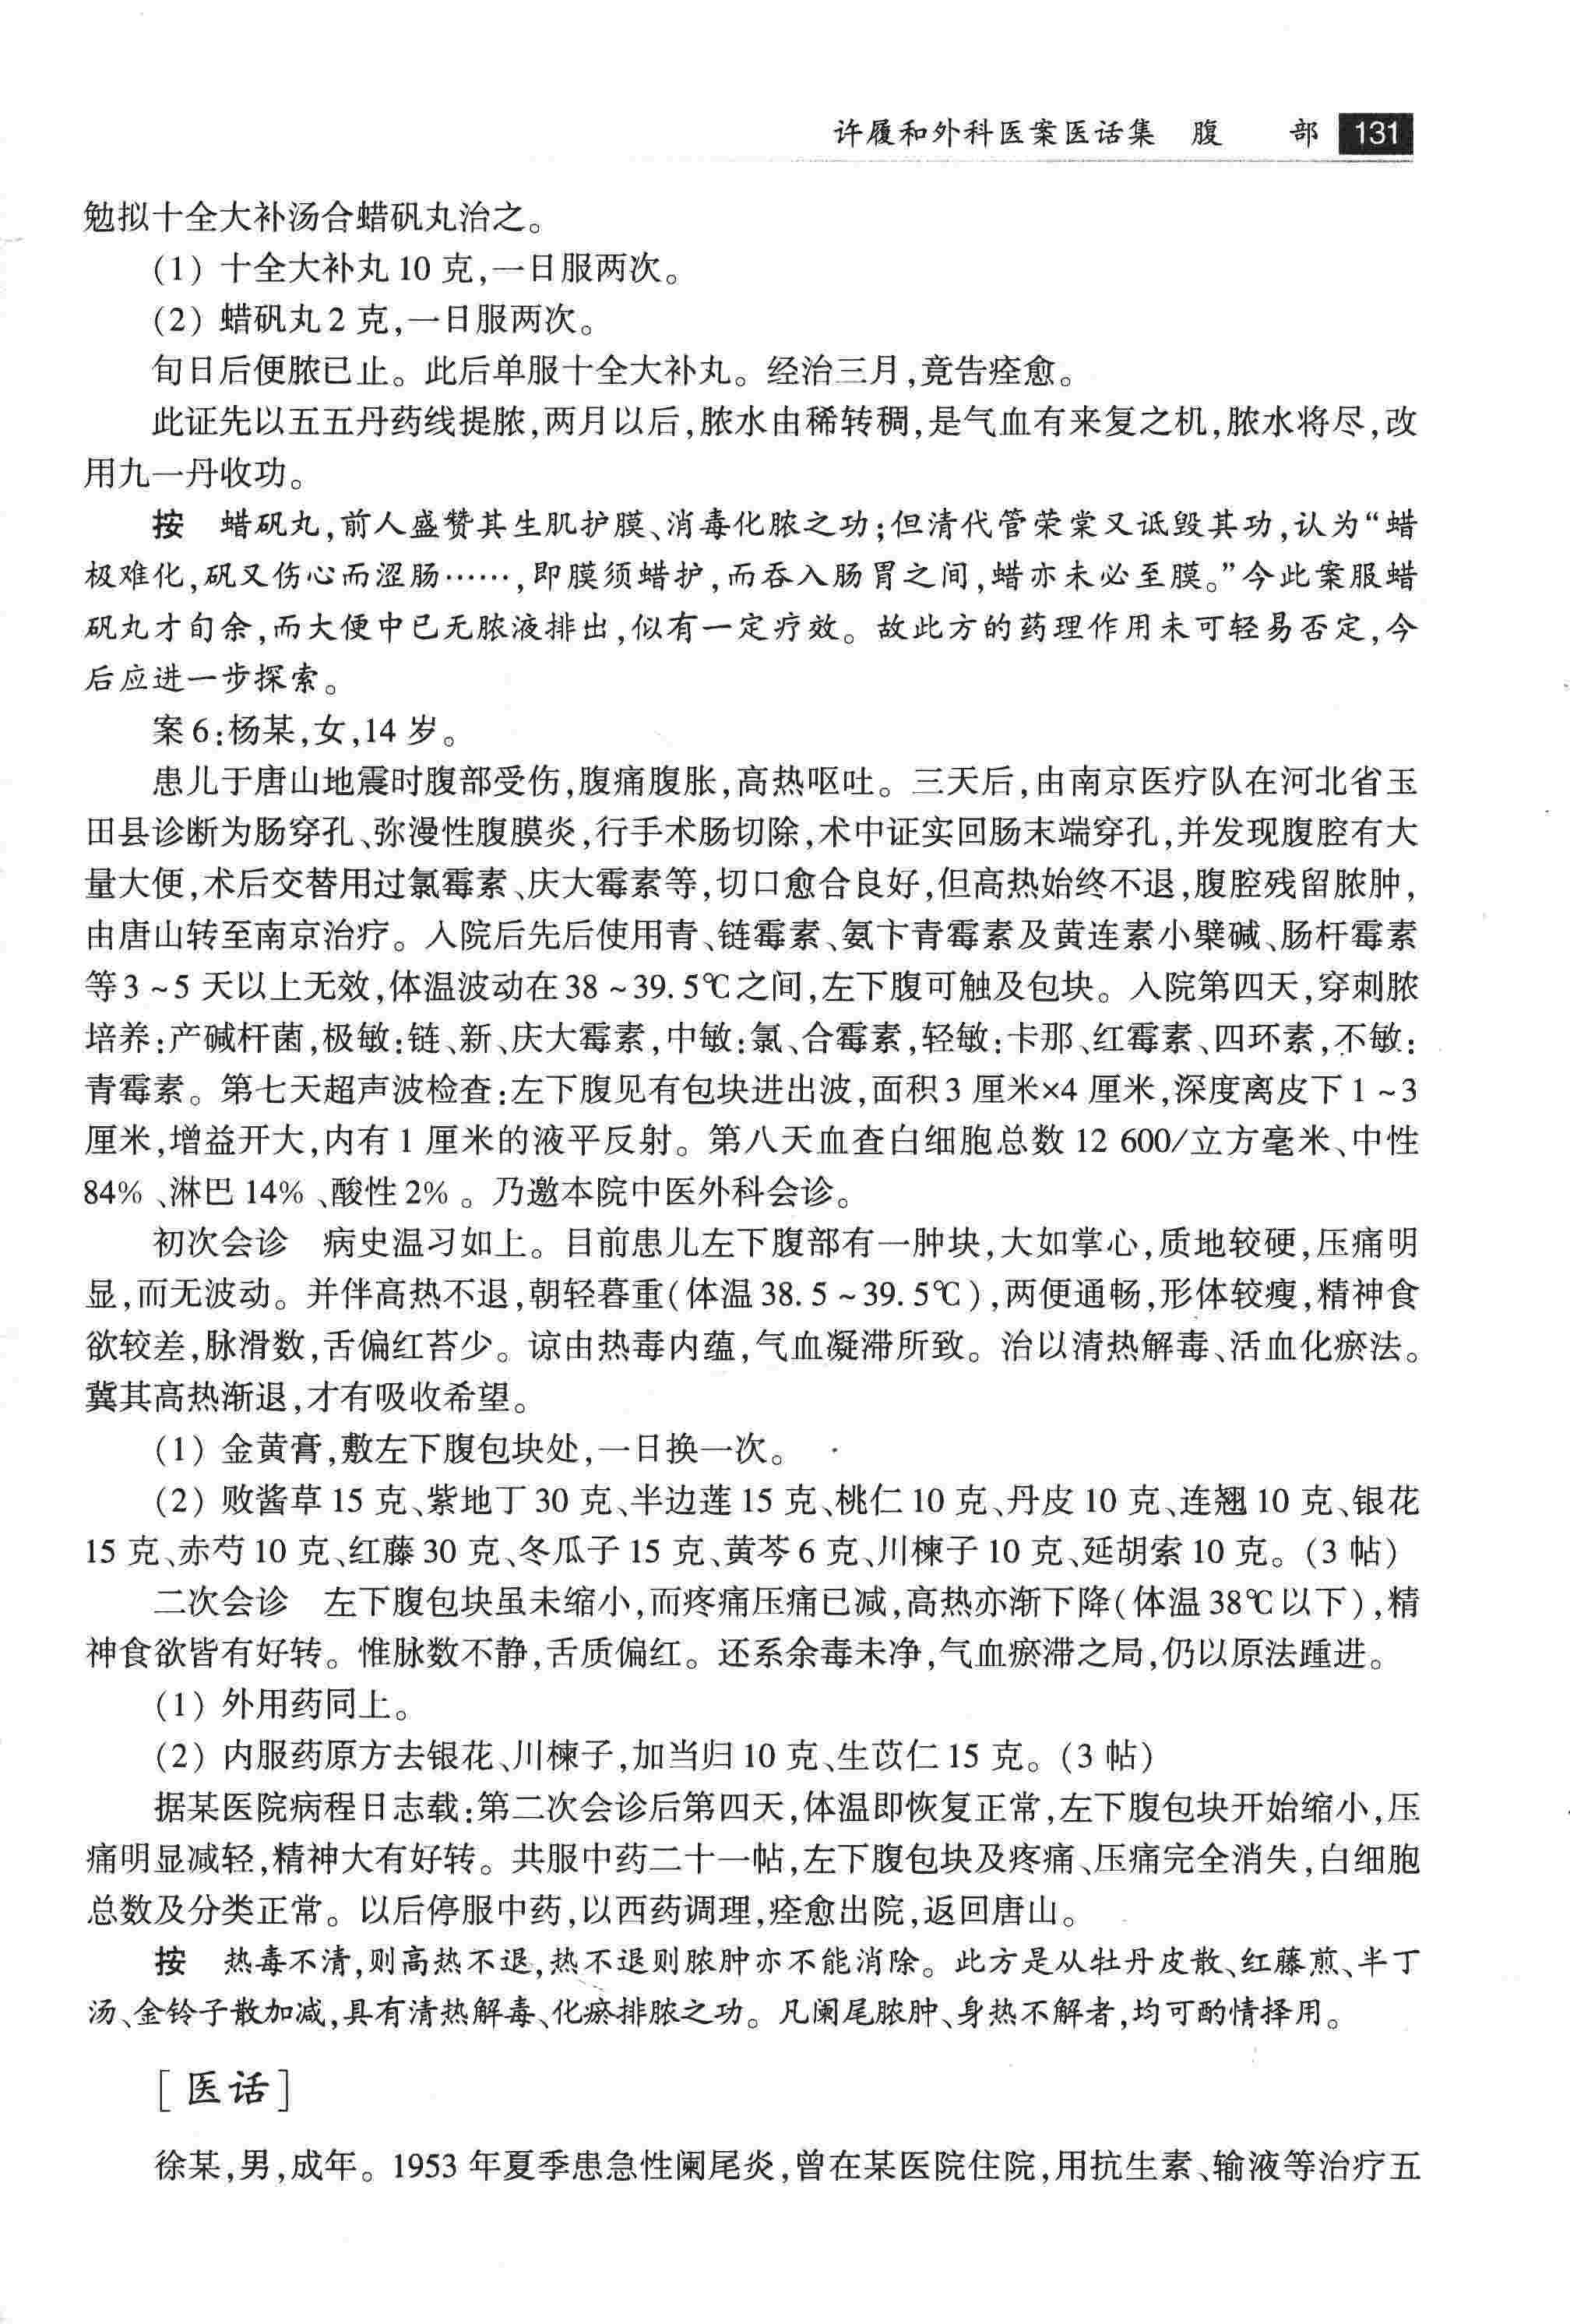 许履和外科医案医话集 腹 部 131
勉拟十全大补汤合蜡矾丸治之。
(1) 十全大补丸 10 克,一日服两次。
(2) 蜡矾丸 2 克,一日服两次。
旬日后便脓已止。此后单服十全大补丸。经治三月,竟告痊愈。
此证先以五五丹药线提脓,两月以后,脓水由稀转稠,是气血有来复之机,脓水将尽,改
用九一丹收功。
按 蜡矾丸,前人盛赞其生肌护膜、消毒化脓之功;但清代管荣棠又诋毁其功,认为“蜡
极难化,矾又伤心而涩肠……,即膜须蜡护,而吞入肠胃之间,蜡亦未必至膜。”今此案服蜡
矾丸才旬余,而大便中已无脓液排出,似有一定疗效。故此方的药理作用未可轻易否定,今
后应进一步探索。
案 6:杨某,女,14 岁。
患儿于唐山地震时腹部受伤,腹痛腹胀,高热呕吐。三天后,由南京医疗队在河北省玉
田县诊断为肠穿孔、弥漫性腹膜炎,行手术肠切除,术中证实回肠末端穿孔,并发现腹腔有大
量大便,术后交替用过氯霉素、庆大霉素等,切口愈合良好,但高热始终不退,腹腔残留脓肿,
由唐山转至南京治疗。入院后先后使用青、链霉素、氨苄青霉素及黄连素小檗碱、肠杆霉素
等 3 ~ 5 天以上无效,体温波动在 38 ~ 39. 5℃之间,左下腹可触及包块。入院第四天,穿刺脓
培养:产碱杆菌,极敏:链、新、庆大霉素,中敏:氯、合霉素,轻敏:卡那、红霉素、四环素,不敏:
青霉素。第七天超声波检查:左下腹见有包块进出波,面积 3 厘米×4 厘米,深度离皮下 1 ~ 3
厘米,增益开大,内有 1 厘米的液平反射。第八天血查白细胞总数 12 600/立方毫米、中性
84% 、淋巴 14% 、酸性 2% 。乃邀本院中医外科会诊。
初次会诊 病史温习如上。目前患儿左下腹部有一肿块,大如掌心,质地较硬,压痛明
显,而无波动。并伴高热不退,朝轻暮重(体温 38. 5 ~ 39. 5℃),两便通畅,形体较瘦,精神食
欲较差,脉滑数,舌偏红苔少。谅由热毒内蕴,气血凝滞所致。治以清热解毒、活血化瘀法。
冀其高热渐退,才有吸收希望。
(1) 金黄膏,敷左下腹包块处,一日换一次。
(2) 败酱草 15 克、紫地丁 30 克、半边莲 15 克、桃仁 10 克、丹皮 10 克、连翘 10 克、银花
15 克、赤芍 10 克、红藤 30 克、冬瓜子 15 克、黄芩 6 克、川楝子 10 克、延胡索 10 克。(3 帖)
二次会诊 左下腹包块虽未缩小,而疼痛压痛已减,高热亦渐下降(体温 38℃以下),精
神食欲皆有好转。惟脉数不静,舌质偏红。还系余毒未净,气血瘀滞之局,仍以原法踵进。
(1) 外用药同上。
(2) 内服药原方去银花、川楝子,加当归 10 克、生苡仁 15 克。(3 帖)
据某医院病程日志载:第二次会诊后第四天,体温即恢复正常,左下腹包块开始缩小,压
痛明显减轻,精神大有好转。共服中药二十一帖,左下腹包块及疼痛、压痛完全消失,白细胞
总数及分类正常。以后停服中药,以西药调理,痊愈出院,返回唐山。
按 热毒不清,则高热不退,热不退则脓肿亦不能消除。此方是从牡丹皮散、红藤煎、半丁
汤、金铃子散加减,具有清热解毒、化瘀排脓之功。凡阑尾脓肿、身热不解者,均可酌情择用。
[医话]
徐某,男,成年。1953 年夏季患急性阑尾炎,曾在某医院住院,用抗生素、输液等治疗五